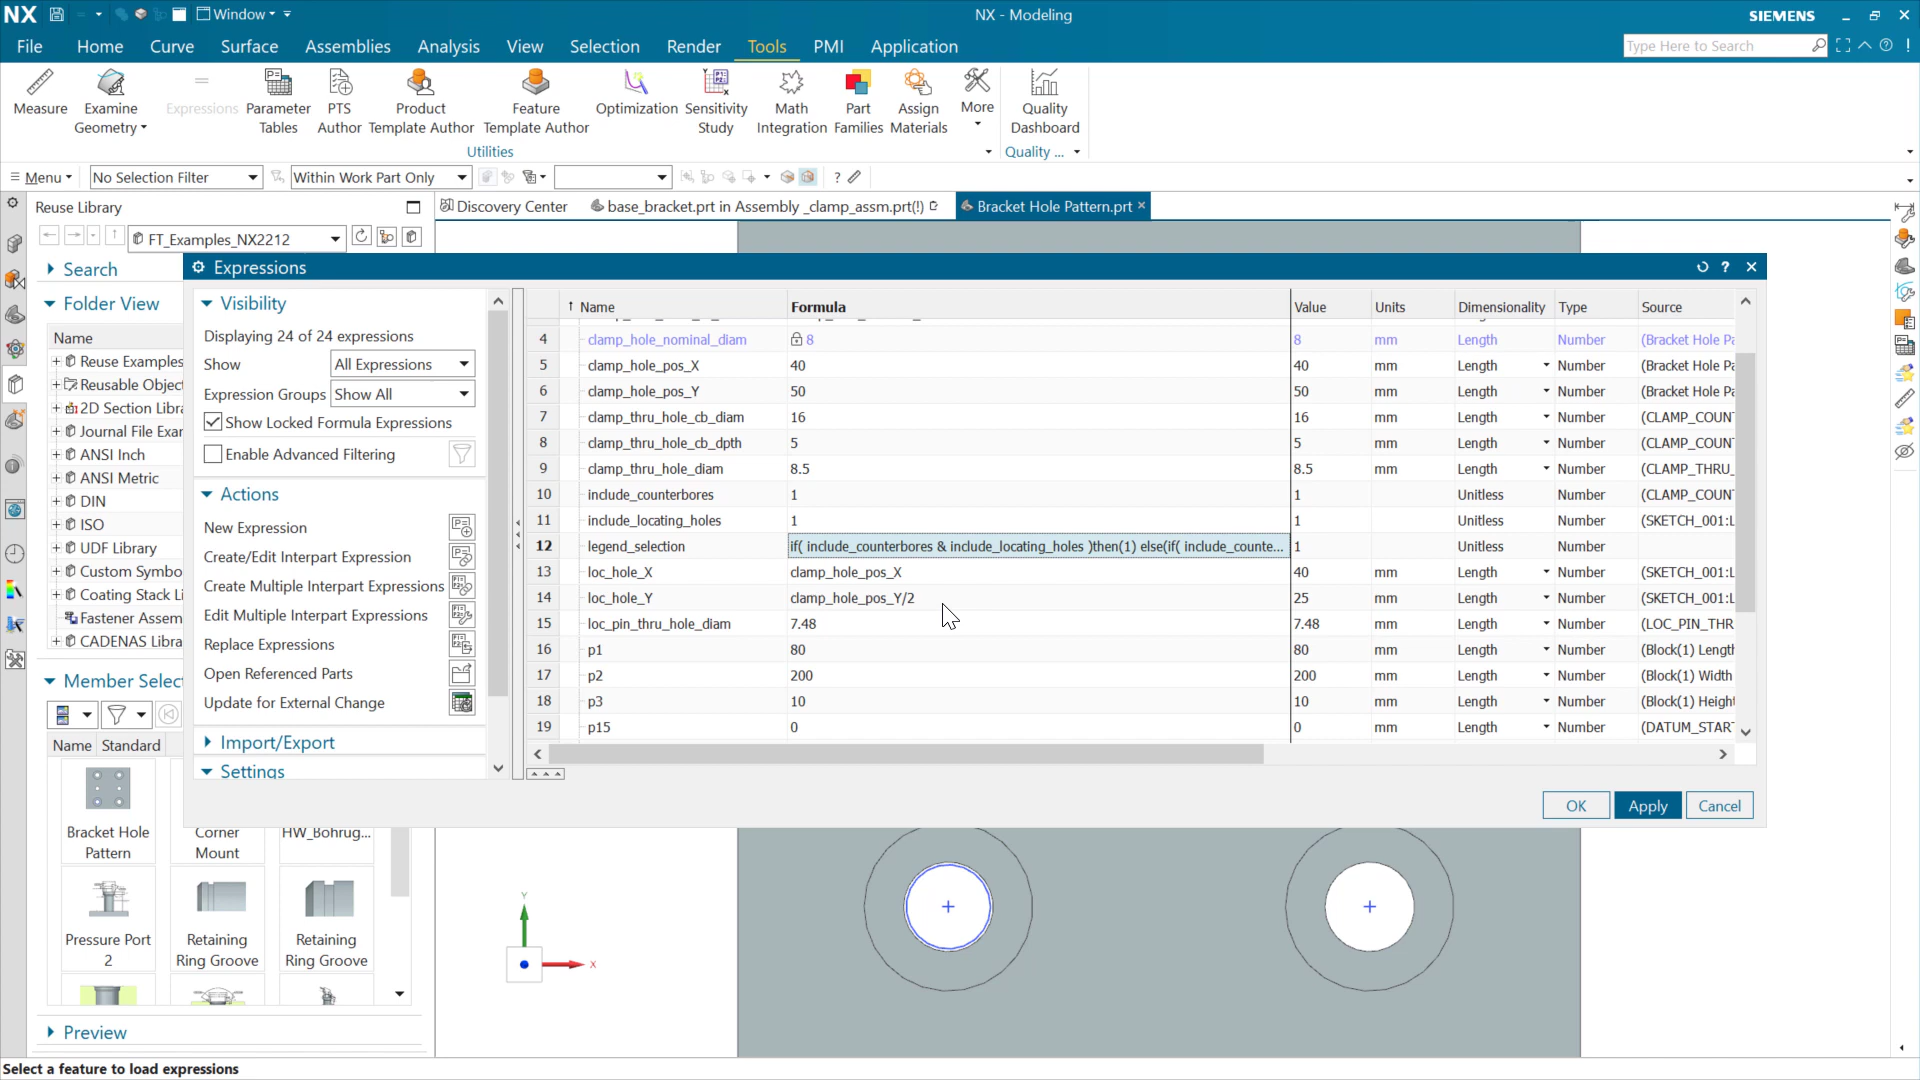 NX
Window
NX - Modeling
SIEMENS
File
Home
Curve
Surface
Assemblies
Analysis
View
Selection
Render
Tools
PMI
Application
Type Here to Search
Measure
Examine Geometry
Expressions
Parameter Tables
PTS Author
Product Template Author
Feature Template Author
Optimization
Sensitivity Study
Math Integration
Part Families
Assign Materials
More
Quality Dashboard
Utilities
Quality ...
Menu
No Selection Filter
Within Work Part Only
Reuse Library
Discovery Center
base_bracket.prt in Assembly _clamp_assm.prt(!)
Bracket Hole Pattern.prt
FT_Examples_NX2212
Search
Folder View
Name
Reuse Examples
Reusable Objec
2D Section Libra
Journal File Exar
ANSI Inch
ANSI Metric
DIN
ISO
UDF Library
Custom Symbo
Coating Stack Li
Fastener Assem
CADENAS Libra
Member Selec
Name Standard
Bracket Hole Pattern
Corner Mount
HW_Bohrug...
Pressure Port 2
Retaining Ring Groove
Retaining Ring Groove
Preview
Select a feature to load expressions
Expressions
Visibility
Displaying 24 of 24 expressions
Show All Expressions
Expression Groups Show All
Show Locked Formula Expressions
Enable Advanced Filtering
Actions
New Expression
Create/Edit Interpart Expression
Create Multiple Interpart Expressions
Edit Multiple Interpart Expressions
Replace Expressions
Open Referenced Parts
Update for External Change
Import/Export
Settings
Name Formula Value Units Dimensionality Type Source
4 clamp_hole_nominal_diam 8 8 mm Length Number (Bracket Hole Pa
5 clamp_hole_pos_X 40 40 mm Length Number (Bracket Hole Pa
6 clamp_hole_pos_Y 50 50 mm Length Number (Bracket Hole Pa
7 clamp_thru_hole_cb_diam 16 16 mm Length Number (CLAMP_COUN
8 clamp_thru_hole_cb_dpth 5 5 mm Length Number (CLAMP_COUN
9 clamp_thru_hole_diam 8.5 8.5 mm Length Number (CLAMP_THRU_
10 include_counterbores 1 1 Unitless Number (CLAMP_COUN
11 include_locating_holes 1 1 Unitless Number (SKETCH_001:L
12 legend_selection if( include_counterbores & include_locating_holes )then(1) else(if( include_counte... 1 Unitless Number
13 loc_hole_X clamp_hole_pos_X 40 mm Length Number (SKETCH_001:L
14 loc_hole_Y clamp_hole_pos_Y/2 25 mm Length Number (SKETCH_001:L
15 loc_pin_thru_hole_diam 7.48 7.48 mm Length Number (LOC_PIN_THR
16 p1 80 80 mm Length Number (Block(1) Length
17 p2 200 200 mm Length Number (Block(1) Width
18 p3 10 10 mm Length Number (Block(1) Height
19 p15 0 0 mm Length Number (DATUM_STAR
OK
Apply
Cancel
Y
X